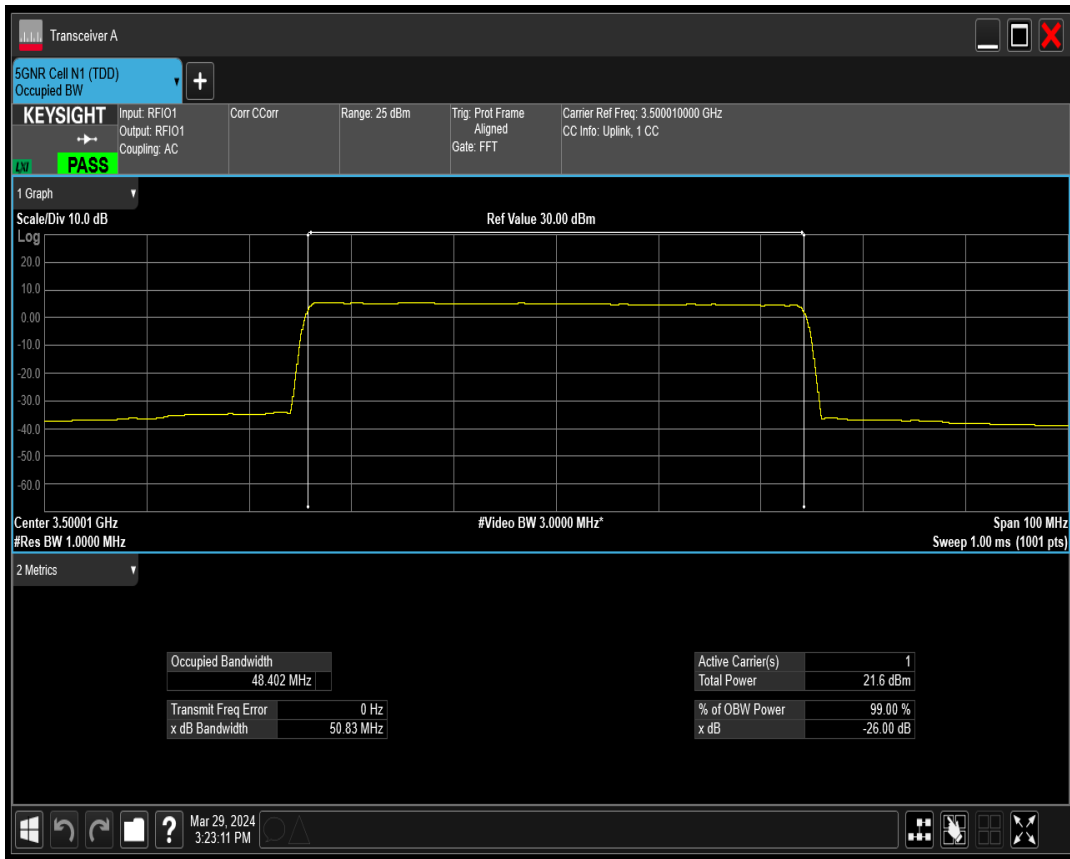 Transceiver A
5GNR Cell N1 (TDD)
Occupied BW
+
KEYSIGHT
LXI
PASS
Input: RFIO1
Output: RFIO1
Coupling: AC
Corr CCorr
Range: 25 dBm
Trig: Prot Frame
Aligned
Gate: FFT
Carrier Ref Freq: 3.500010000 GHz
CC Info: Uplink, 1 CC
1 Graph
Scale/Div 10.0 dB
Ref Value 30.00 dBm
Log
20.0
10.0
0.00
-10.0
-20.0
-30.0
-40.0
-50.0
-60.0
Center 3.50001 GHz
#Video BW 3.0000 MHz*
Span 100 MHz
#Res BW 1.0000 MHz
Sweep 1.00 ms (1001 pts)
2 Metrics
Occupied Bandwidth
48.402 MHz
Transmit Freq Error 0 Hz
x dB Bandwidth 50.83 MHz
Active Carrier(s) 1
Total Power 21.6 dBm
% of OBW Power 99.00 %
x dB -26.00 dB
?
Mar 29, 2024
3:23:11 PM